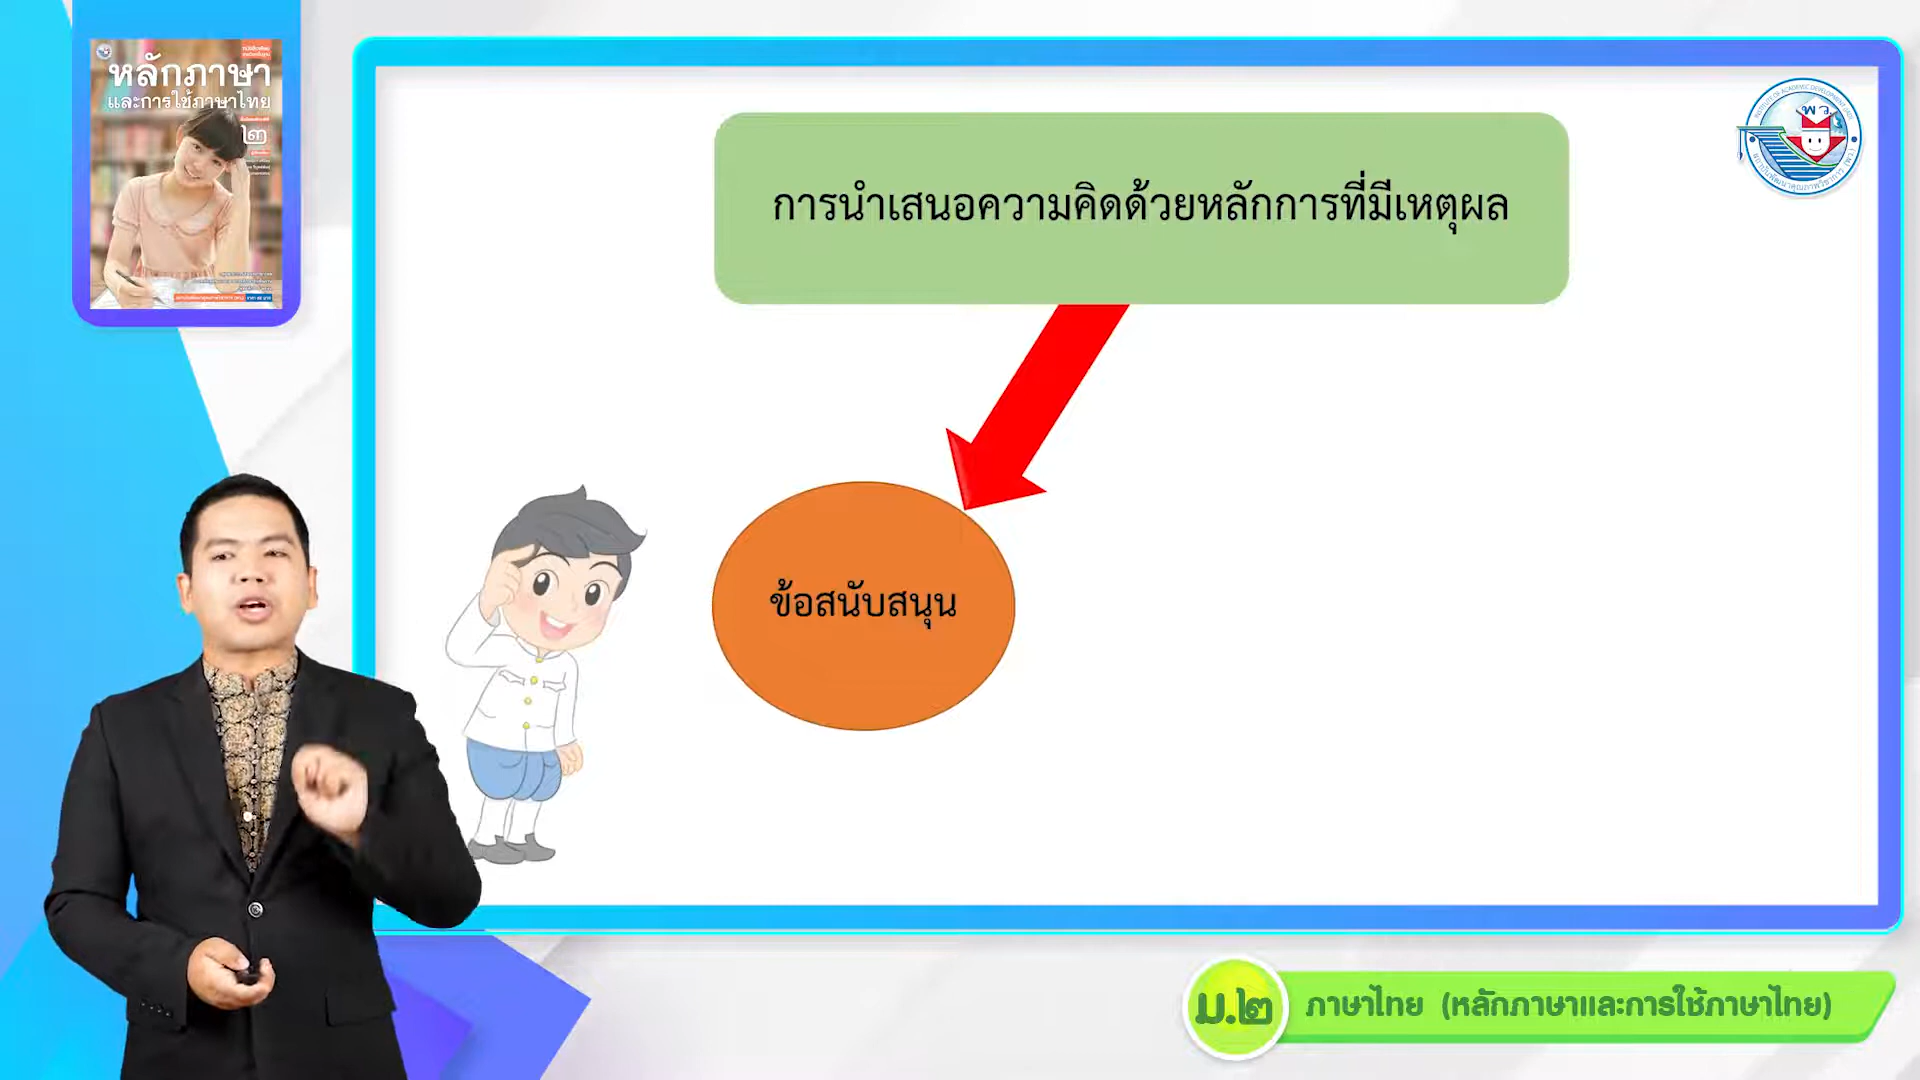 หลักภาษา
และการใช้ภาษาไทย
๒
พว.
การนำเสนอความคิดด้วยหลักการที่มีเหตุผล
ข้อสนับสนุน
ม.๒
ภาษาไทย (หลักภาษาและการใช้ภาษาไทย)